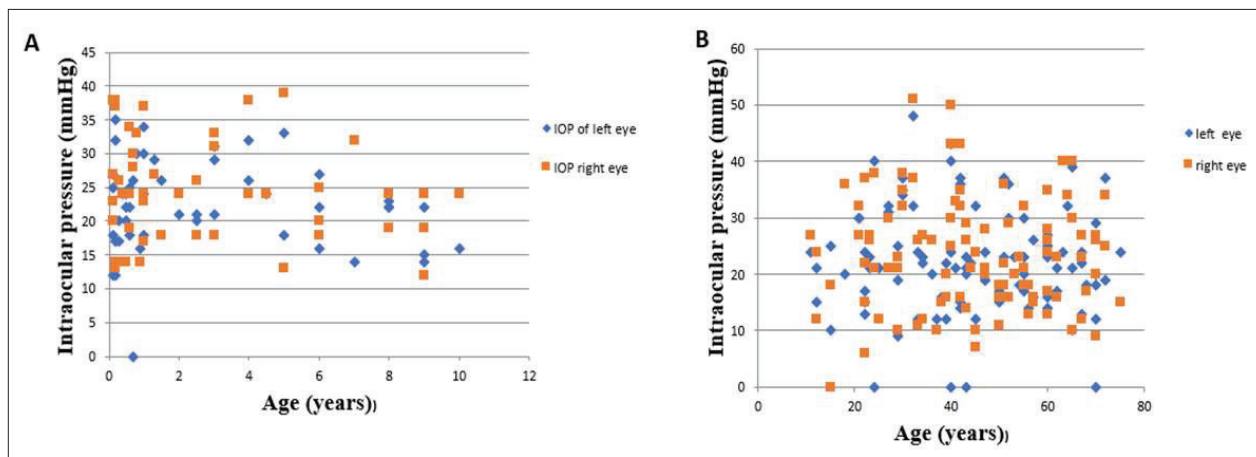 A
Intraocular pressure (mmHg)
45
40
35
30
25
20
15
10
5
0
0 2 4 6 8 10 12
Age (years))
IOP of left eye
IOP right eye
B
Intraocular pressure (mmHg)
60
50
40
30
20
10
0
0 20 40 60 80
Age (years))
left eye
right eye